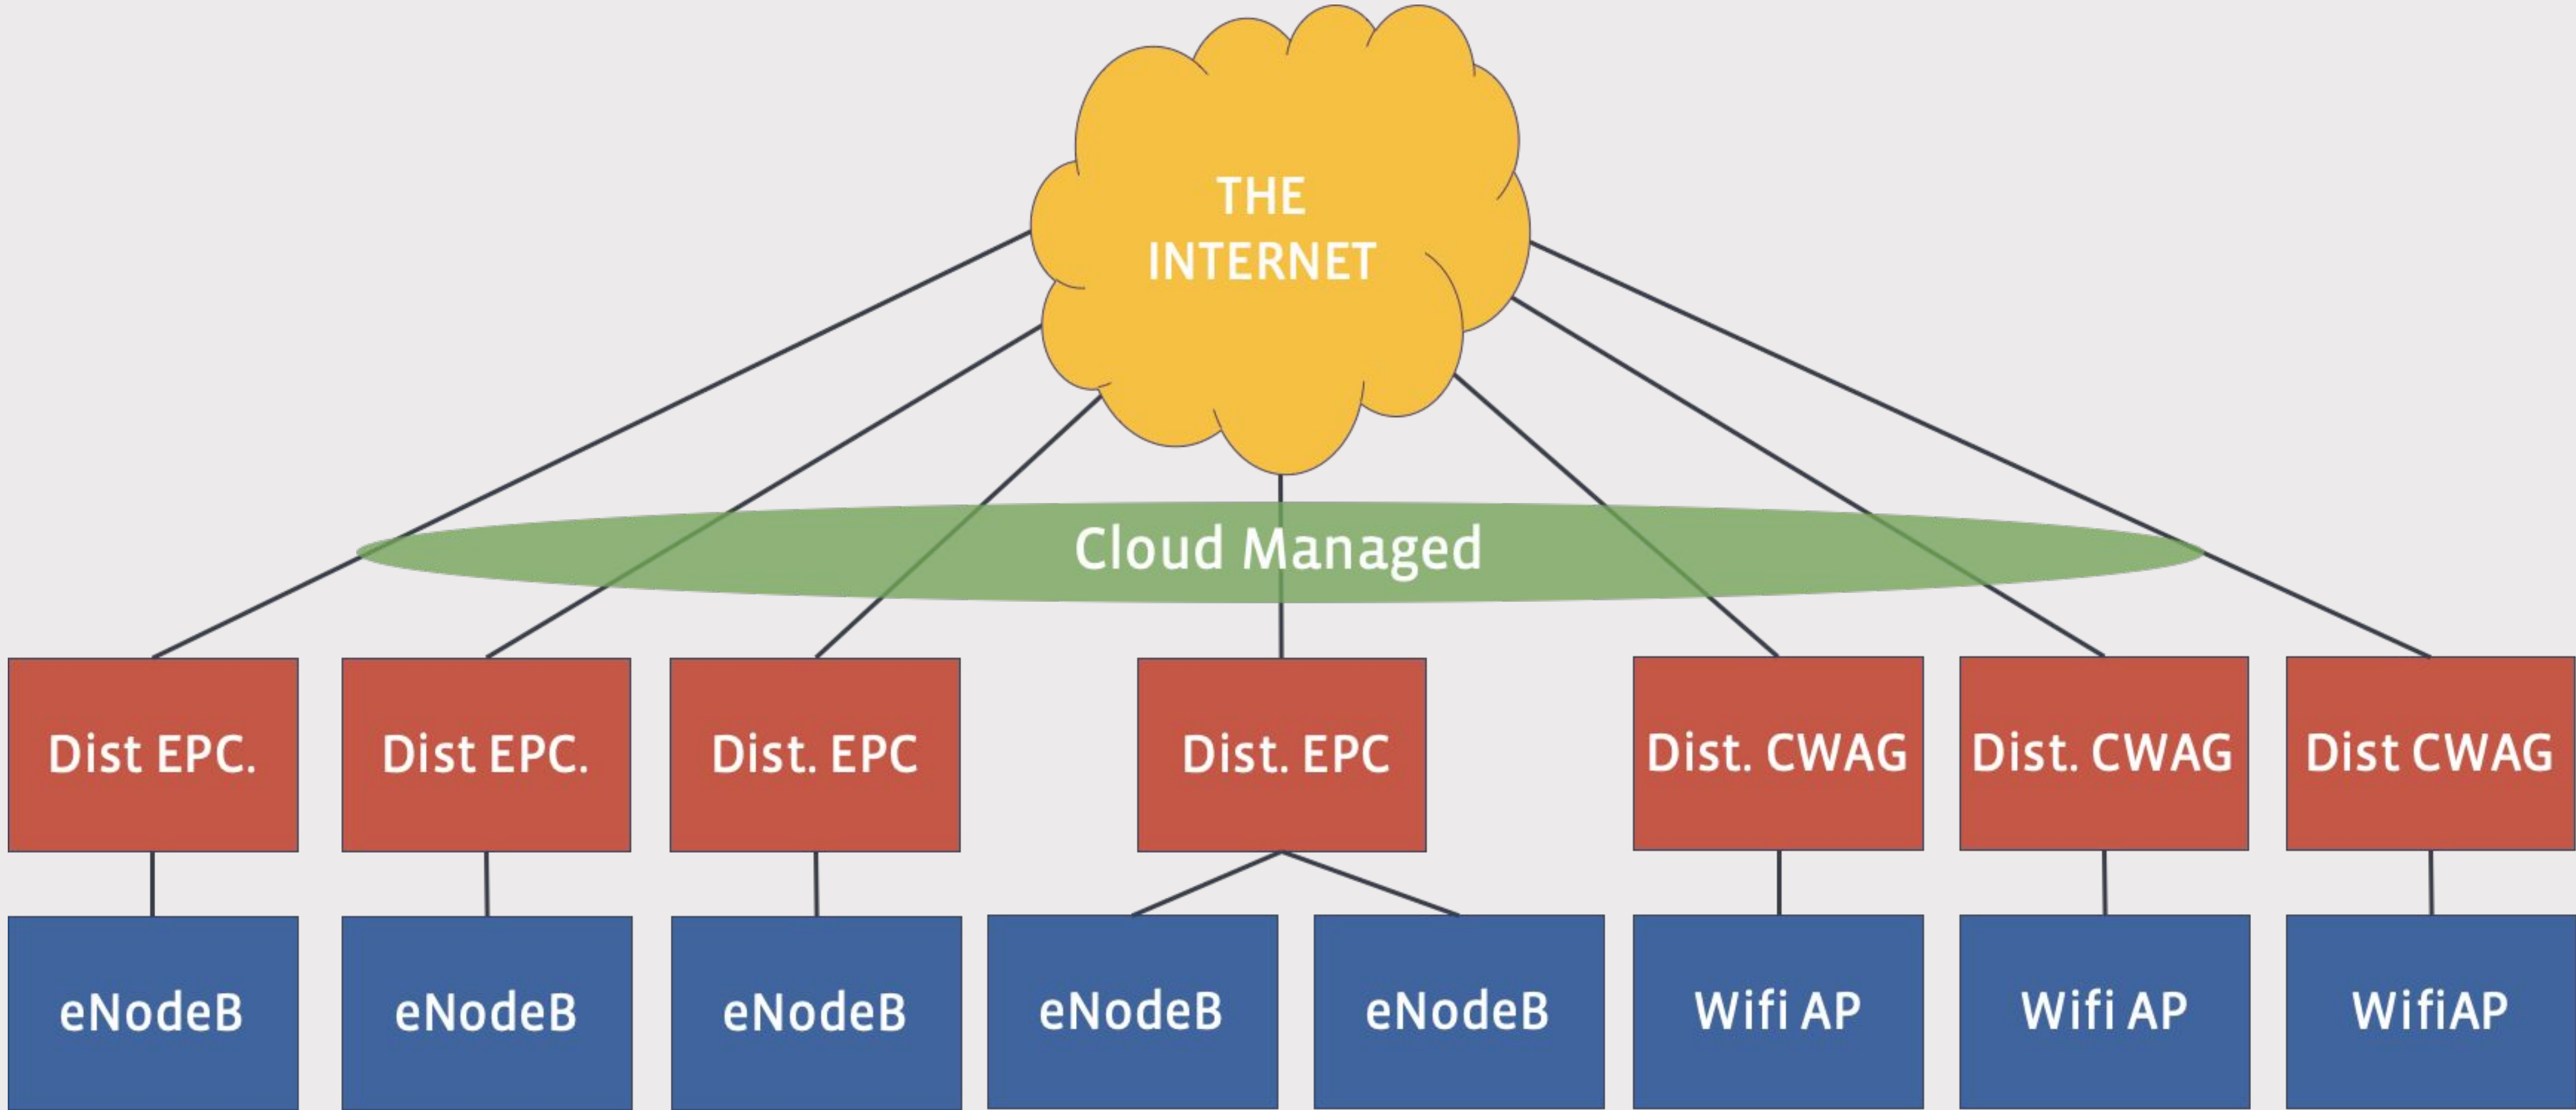 THE
INTERNET
Cloud Managed
Dist EPC.
Dist EPC.
Dist. EPC
Dist. EPC
Dist. CWAG
Dist. CWAG
Dist CWAG
eNodeB
eNodeB
eNodeB
eNodeB
eNodeB
Wifi AP
Wifi AP
WifiAP